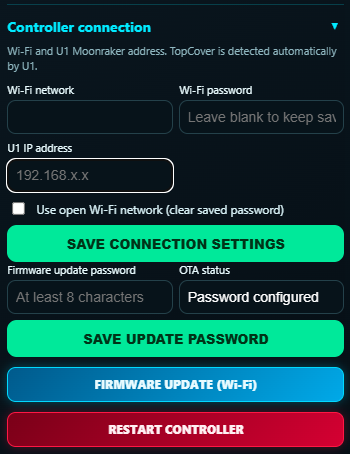 Controller connection ▼
Wi-Fi and U1 Moonraker address. TopCover is detected automatically
by U1.
Wi-Fi network
Wi-Fi password
Leave blank to keep sav
U1 IP address
192.168.x.x
Use open Wi-Fi network (clear saved password)
SAVE CONNECTION SETTINGS
Firmware update password
OTA status
At least 8 characters
Password configured
SAVE UPDATE PASSWORD
FIRMWARE UPDATE (Wi-Fi)
RESTART CONTROLLER